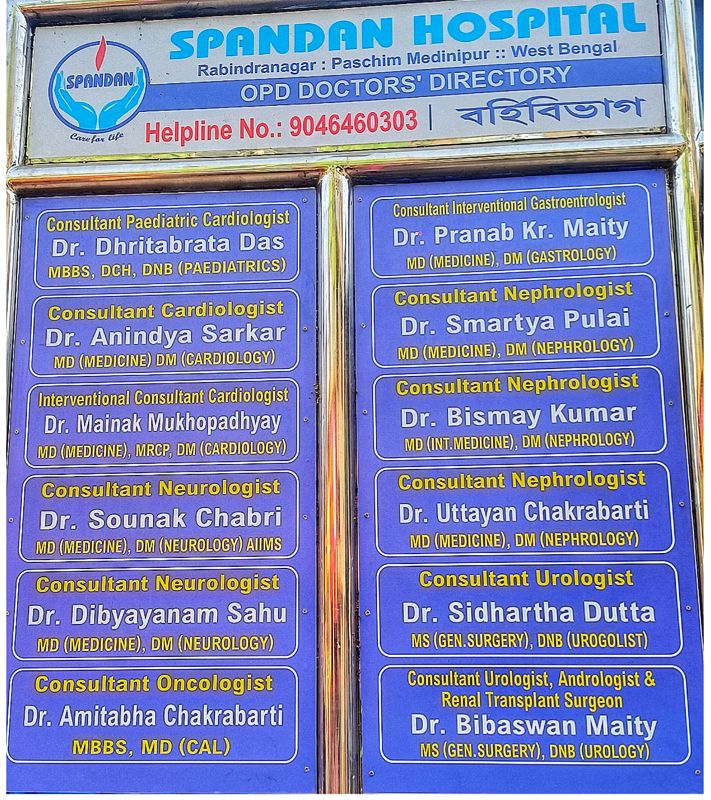 SPANDAN HOSPITAL
SPANDAN
Care for life
Rabindranagar : Paschim Medinipur :: West Bengal
OPD DOCTORS' DIRECTORY
Helpline No.: 9046460303 | বর্হিবিভাগ
Consultant Paediatric Cardiologist
Dr. Dhritabrata Das
MBBS, DCH, DNB (PAEDIATRICS)
Consultant Cardiologist
Dr. Anindya Sarkar
MD (MEDICINE) DM (CARDIOLOGY)
Interventional Consultant Cardiologist
Dr. Mainak Mukhopadhyay
MD (MEDICINE), MRCP, DM (CARDIOLOGY)
Consultant Neurologist
Dr. Sounak Chabri
MD (MEDICINE), DM (NEUROLOGY) AIIMS
Consultant Neurologist
Dr. Dibyayanam Sahu
MD (MEDICINE), DM (NEUROLOGY)
Consultant Oncologist
Dr. Amitabha Chakrabarti
MBBS, MD (CAL)
Consultant Interventional Gastroentrologist
Dr. Pranab Kr. Maity
MD (MEDICINE), DM (GASTROLOGY)
Consultant Nephrologist
Dr. Smartya Pulai
MD (MEDICINE), DM (NEPHROLOGY)
Consultant Nephrologist
Dr. Bismay Kumar
MD (INT.MEDICINE), DM (NEPHROLOGY)
Consultant Nephrologist
Dr. Uttayan Chakrabarti
MD (MEDICINE), DM (NEPHROLOGY)
Consultant Urologist
Dr. Sidhartha Dutta
MS (GEN.SURGERY), DNB (UROGOLIST)
Consultant Urologist, Andrologist &
Renal Transplant Surgeon
Dr. Bibaswan Maity
MS (GEN.SURGERY), DNB (UROLOGY)